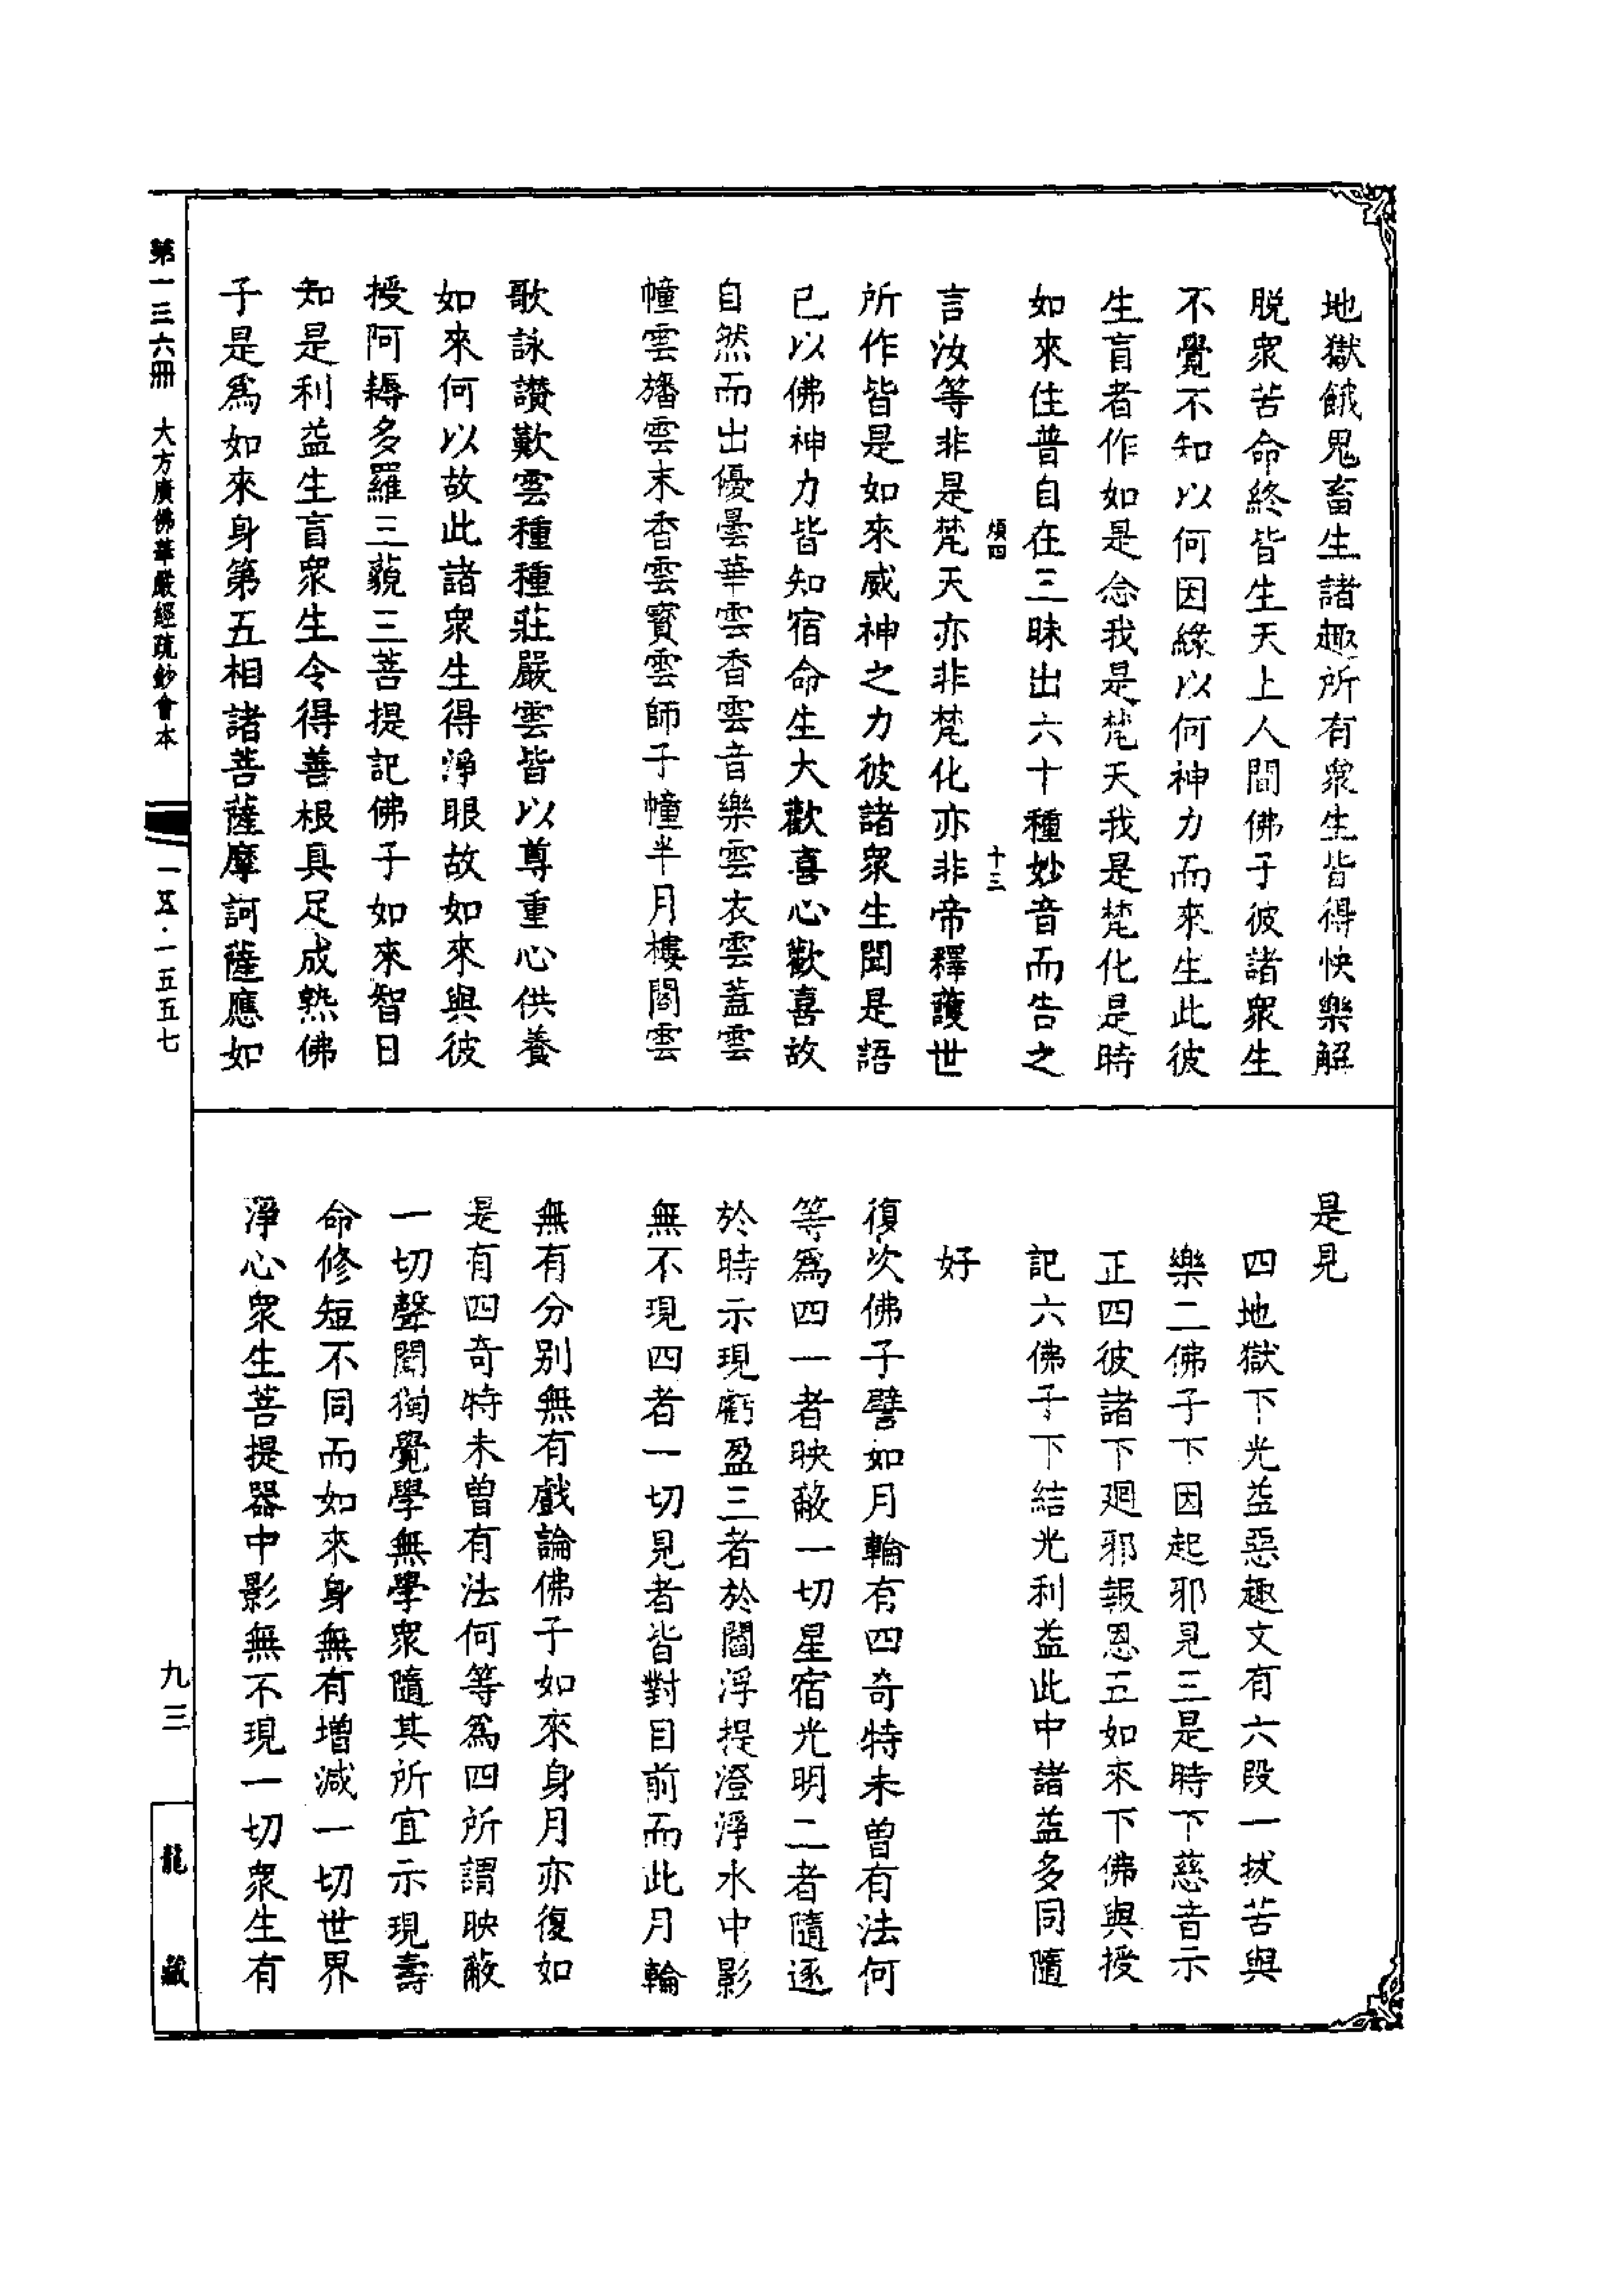 地獄餓鬼畜生諸趣所有衆生皆得快樂解
脱衆苦命終皆生天上人間佛子彼諸衆生
不覺不知以何因緣以何神力而來生此彼
生盲者作如是念我是梵天我是梵化是時
如來住普自在三昧出六十種妙音而告之
煩四 十三
言汝等非是梵天亦非梵化亦非帝釋護世
所作皆是如來威神之力彼諸衆生聞是語
已以佛神力皆知宿命生大歡喜心歡喜故
自然而出優曇華雲香雲音樂雲衣雲蓋雲
幢雲旛雲末香雲寳雲師子幢半月樓閣雲
歌詠讃歎雲種種莊嚴雲皆以尊重心供養
如來何以故此諸衆生得淨眼故如來與彼
授阿耨多羅三藐三菩提記佛子如來智日
如是利益生盲衆生令得善根具足成熟佛
子是爲如來身第五相諸菩薩摩訶薩應如
是見
四地獄下光益惡趣文有六段一拔苦與
樂二佛子下因起邪見三是時下慈音示
正四彼諸下廻邪報恩五如來下佛與授
記六佛子下結光利益此中諸益多同隨
好
復次佛子譬如月輪有四奇特未曽有法何
等爲四一者映蔽一切星宿光明二者隨逐
於時示現虧盈三者於閻浮提澄淨水中影
無不現四者一切見者皆對目前而此月輪
無有分别無有戲論佛子如來身月亦復如
是有四奇特未曽有法何等爲四所謂映蔽
一切聲聞獨覺學無學衆隨其所宜示現壽
命修短不同而如來身無有增減一切世界
淨心衆生菩提器中影無不現一切衆生有
第一三六冊 大方廣佛華嚴經疏鈔會本 一五·一五五七 九三 龍藏